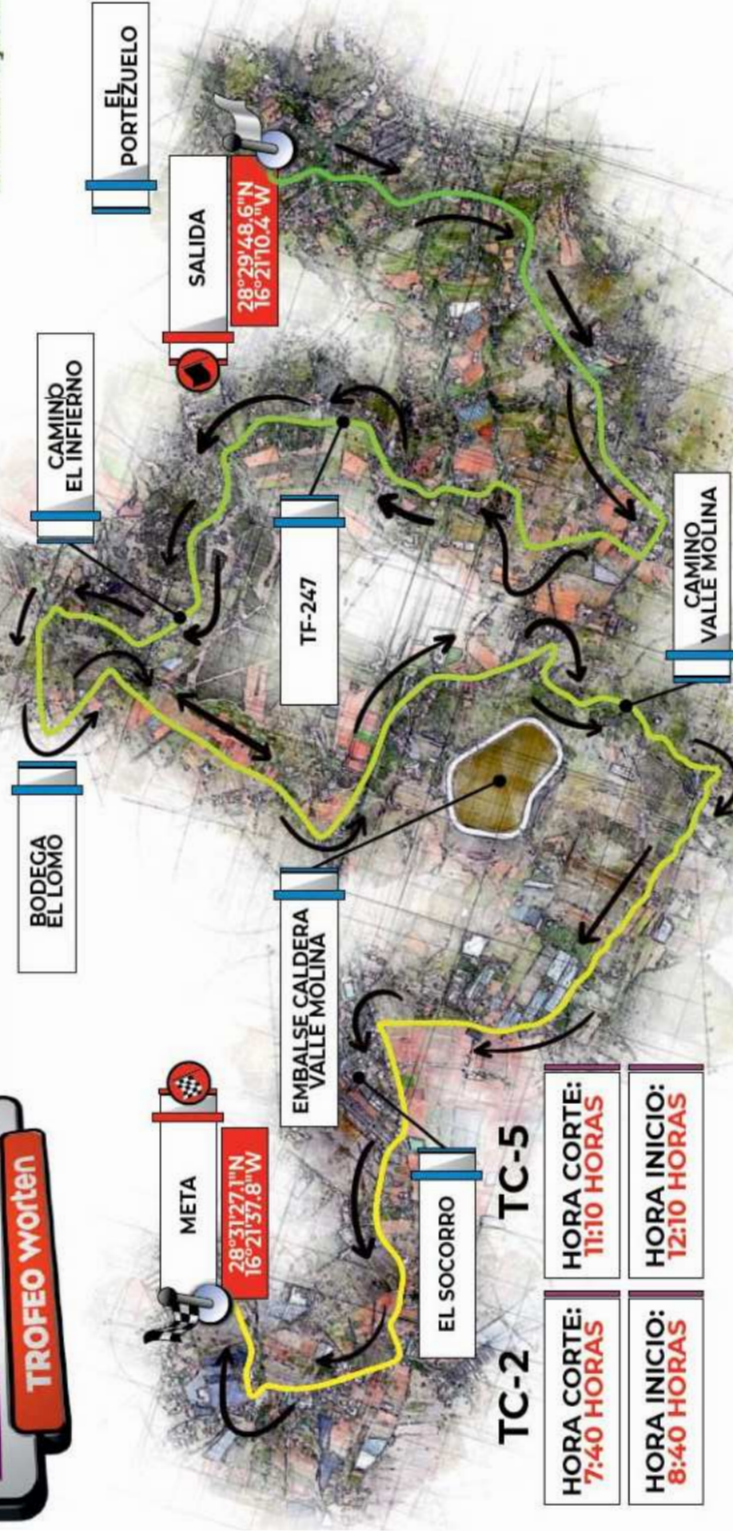 TROFEO worten
META
28°31'27.1"N
16°21'37.8"W
BODEGA
EL LOMO
CAMINO
EL INFIERNO
EL
PORTEZUELO
SALIDA
28°29'48.6"N
16°21'10.4"W
EMBALSE CALDERA
VALLE MOLINA
TF-247
EL SOCORRO
CAMINO
VALLE MOLINA
TC-2
HORA CORTE:
7:40 HORAS
HORA INICIO:
8:40 HORAS
TC-5
HORA CORTE:
11:10 HORAS
HORA INICIO:
12:10 HORAS